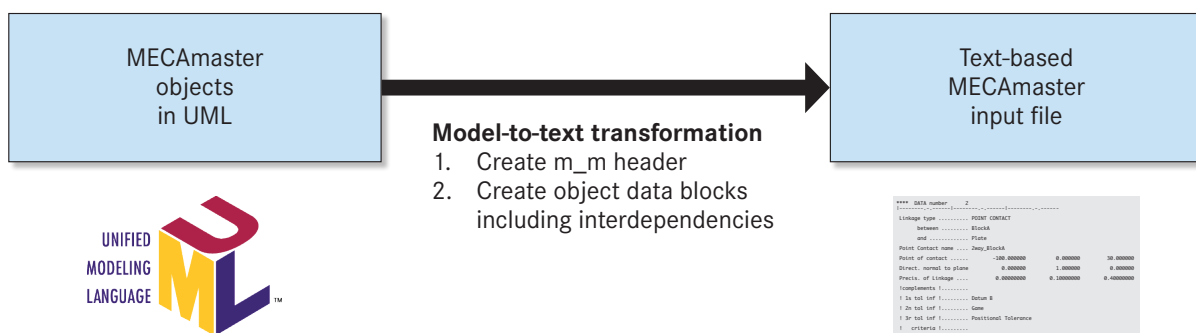 MECAmaster
objects
in UML
Text-based
MECAmaster
input file
Model-to-text transformation
1. Create m_m header
2. Create object data blocks
including interdependencies
UNIFIED
MODELING
LANGUAGE
UML
TM
**** DATA number 2
!--------.-.------!--------.-.------!--------.-.------
Linkage type .......... POINT CONTACT
between ......... BlockA
and ............. Plate
Point Contact name .... 2way_BlockA
Point of contact ...... -100.000000 0.000000 30.000000
Direct. normal to plane 0.000000 1.000000 0.000000
Precis. of Linkage .... 0.00000000 0.10000000 0.40000000
!complements !.........
! 1s tol inf !......... Datum B
! 2n tol inf !......... Game
! 3r tol inf !......... Positional Tolerance
! criteria !.........